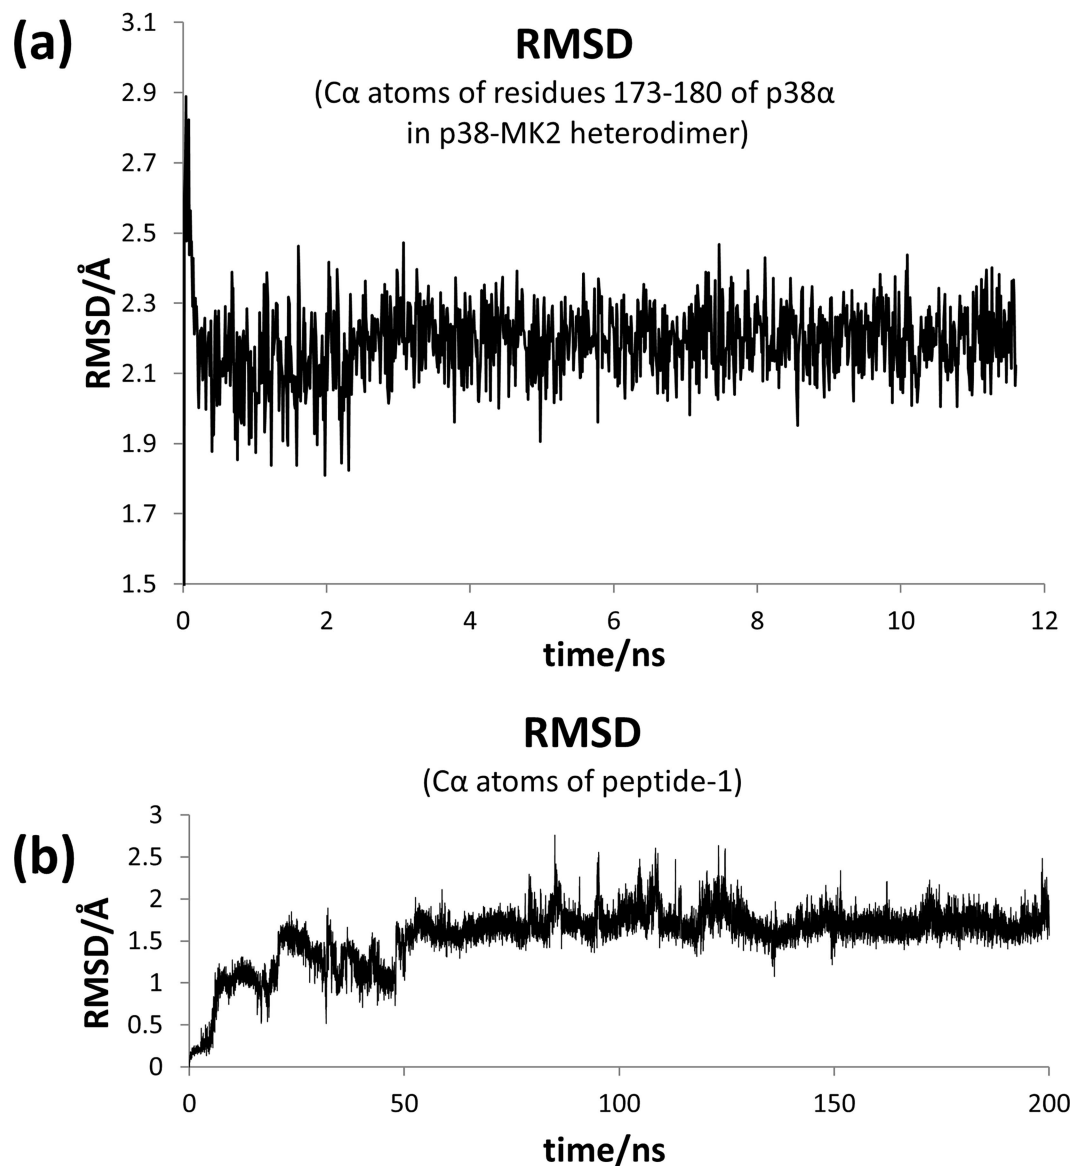 (a)
RMSD
(Cα atoms of residues 173-180 of p38α
in p38-MK2 heterodimer)
RMSD/Å
3.1
2.9
2.7
2.5
2.3
2.1
1.9
1.7
1.5
0 2 4 6 8 10 12
time/ns
RMSD
(Cα atoms of peptide-1)
(b)
RMSD/Å
3
2.5
2
1.5
1
0.5
0
0 50 100 150 200
time/ns